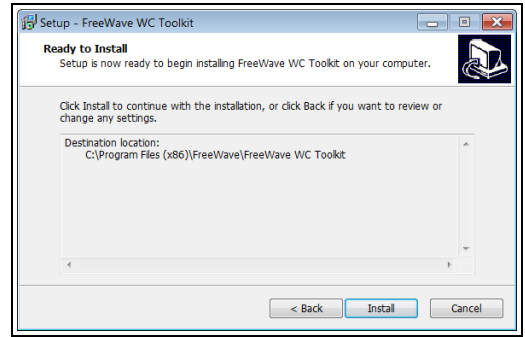 Setup - FreeWave WC Toolkit
Ready to Install
Setup is now ready to begin installing FreeWave WC Toolkit on your computer.
Click Install to continue with the installation, or click Back if you want to review or
change any settings.
Destination location:
C:\Program Files (x86)\FreeWave\FreeWave WC Toolkit
< Back
Install
Cancel